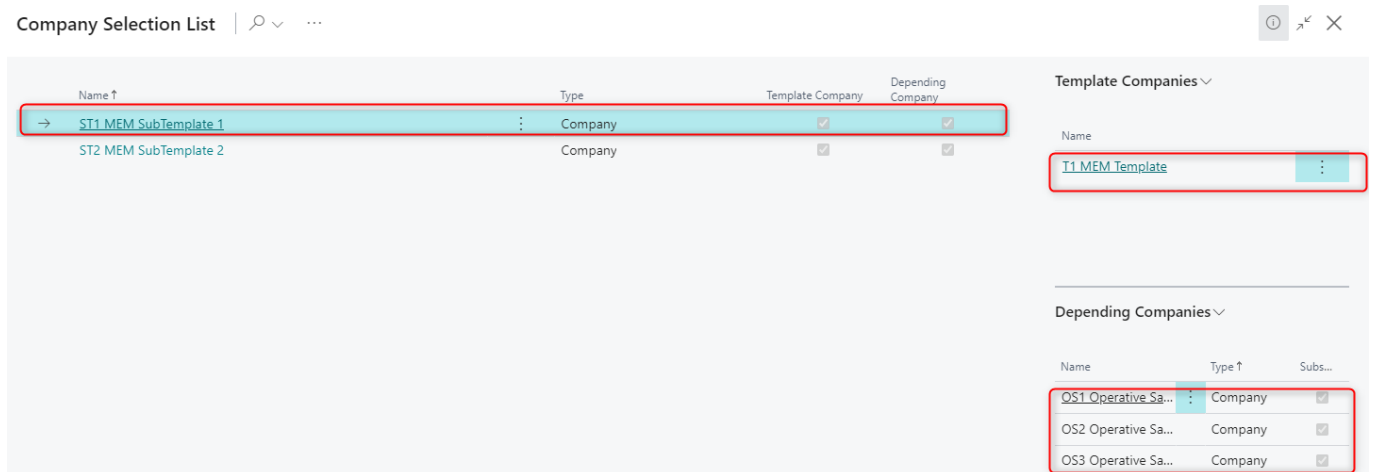 Company Selection List
Name ↑ Type Template Company Depending Company
ST1 MEM SubTemplate 1 Company
ST2 MEM SubTemplate 2 Company
Template Companies
Name
T1 MEM Template
Depending Companies
Name Type ↑ Subs...
OS1 Operative Sa... Company
OS2 Operative Sa... Company
OS3 Operative Sa... Company